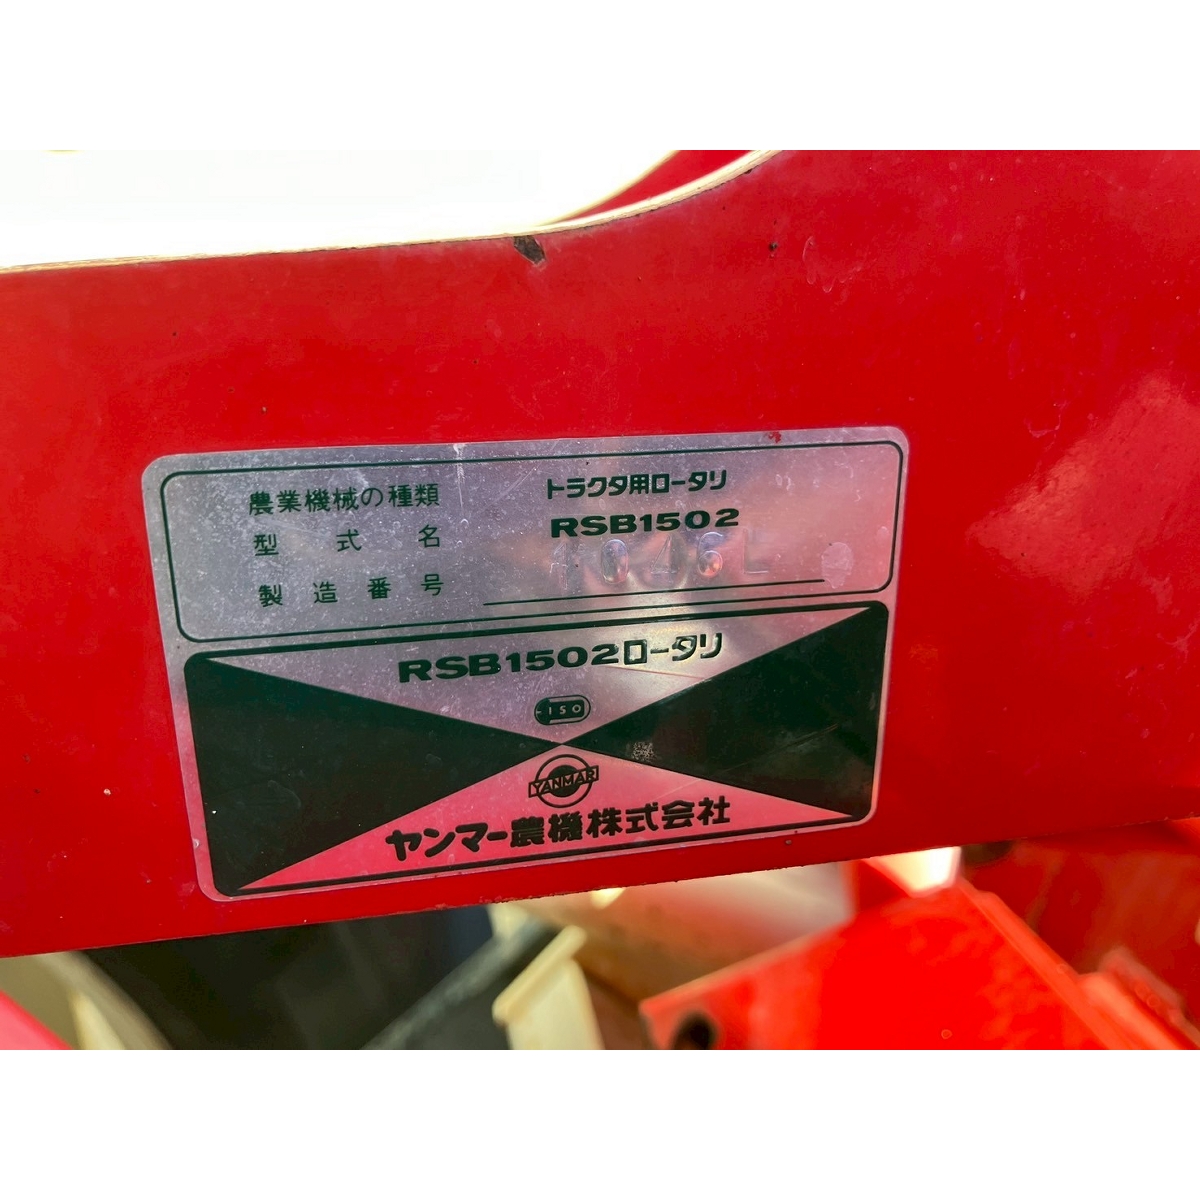 農業機械の種類 トラクタ用ロータリ
型式名 RSB1502
製造番号
RSB1502ロータリ
ISO
YANMAR
ヤンマー農機株式会社